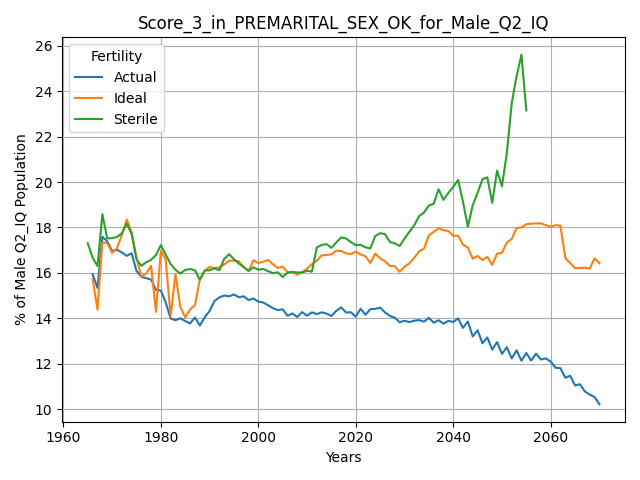 Score_3_in_PREMARITAL_SEX_OK_for_Male_Q2_IQ
Fertility
Actual
Ideal
Sterile
% of Male Q2_IQ Population
26
24
22
20
18
16
14
12
10
1960
1980
2000
2020
2040
2060
Years